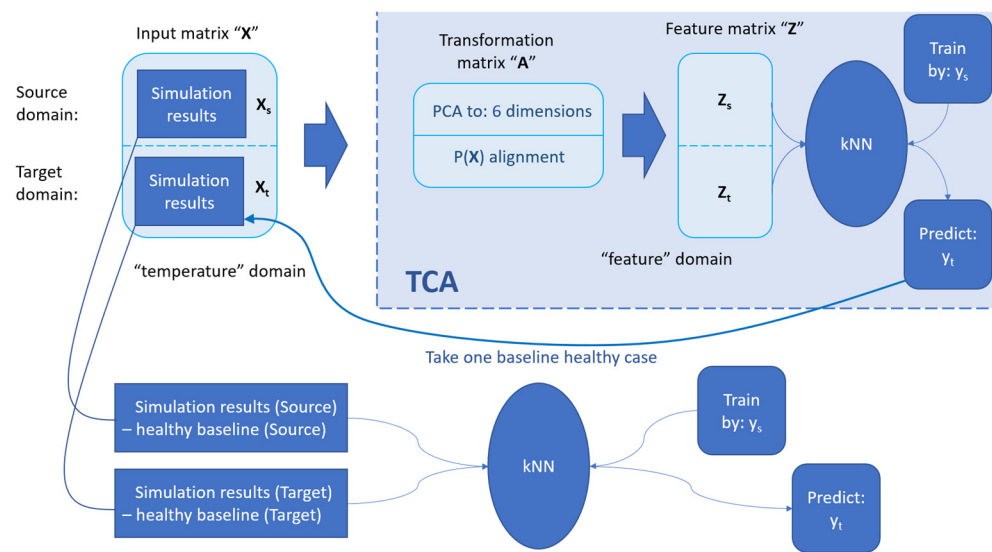 Input matrix “X”
Source
domain:
Simulation
results
Xs
Target
domain:
Simulation
results
Xt
“temperature” domain
Transformation
matrix “A”
PCA to: 6 dimensions
P(X) alignment
Feature matrix “Z”
Zs
Zt
“feature” domain
TCA
kNN
Train
by: ys
Predict:
yt
Take one baseline healthy case
Simulation results (Source)
– healthy baseline (Source)
Simulation results (Target)
– healthy baseline (Target)
kNN
Train
by: ys
Predict:
yt